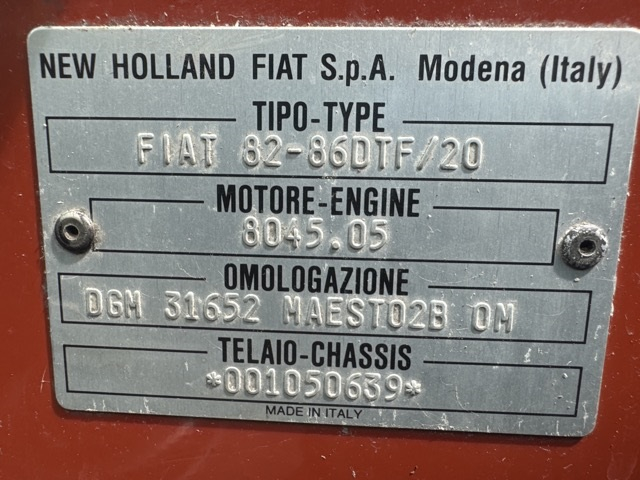 NEW HOLLAND FIAT S.p.A. Modena (Italy)
TIPO-TYPE
FIAT 82-86DTF/20
MOTORE-ENGINE
8045.05
OMOLOGAZIONE
DGM 31652 MAEST02B OM
TELAIO-CHASSIS
*001050639*
MADE IN ITALY